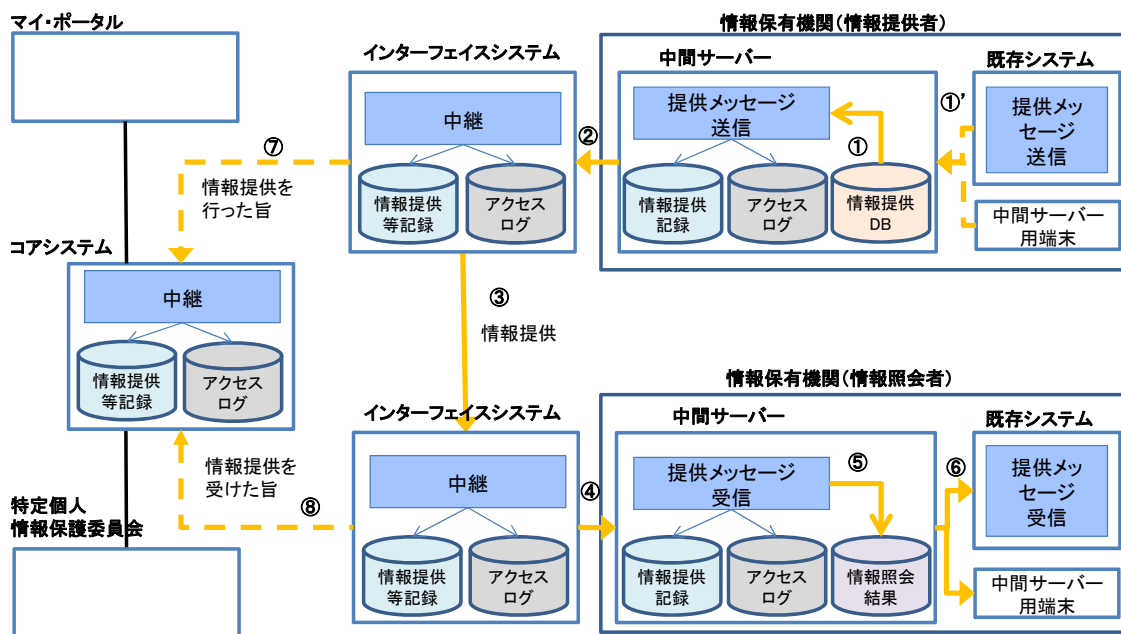 マイ・ポータル
情報保有機関（情報提供者）
インターフェイスシステム
中間サーバー
既存システム
中継
提供メッセージ
送信
①
①’
提供メッ
セージ
送信
②
⑦
情報提供を
行った旨
情報提供
等記録
アクセス
ログ
情報提供
記録
アクセス
ログ
情報提供
DB
中間サーバー
用端末
コアシステム
中継
情報提供
等記録
アクセス
ログ
③
情報提供
情報保有機関（情報照会者）
インターフェイスシステム
中間サーバー
既存システム
情報提供を
受けた旨
⑧
中継
④
提供メッセージ
受信
⑤
⑥
提供メッ
セージ
受信
特定個人
情報保護委員会
情報提供
等記録
アクセス
ログ
情報提供
記録
アクセス
ログ
情報照会
結果
中間サーバー
用端末